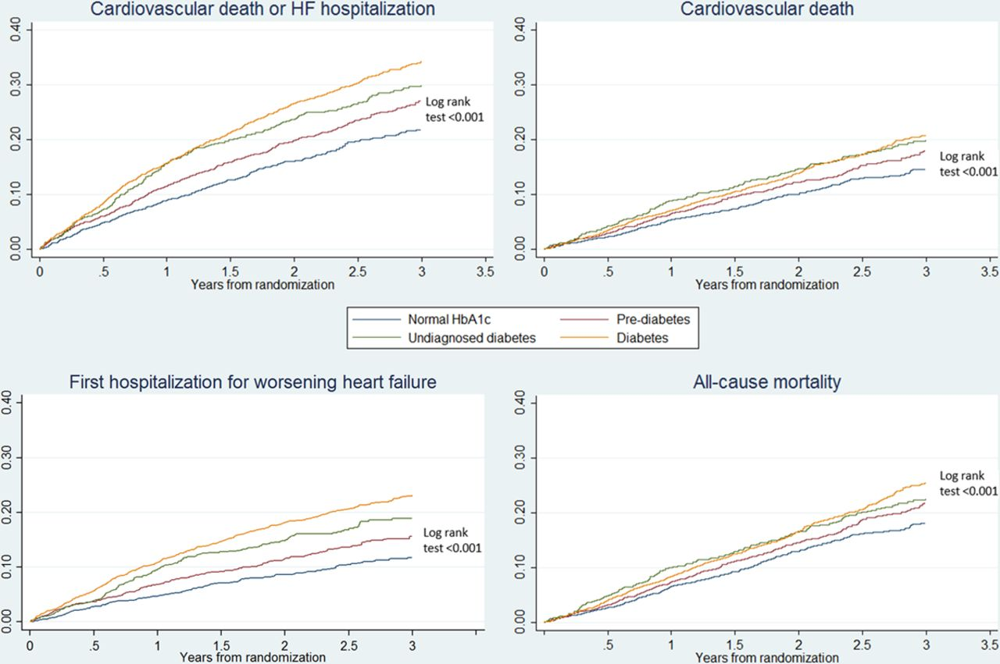 Cardiovascular death or HF hospitalization
0.40
0.30
0.20
0.10
0.00
Log rank
test <0.001
0 .5 1 1.5 2 2.5 3 3.5
Years from randomization
Cardiovascular death
0.40
0.30
0.20
0.10
0.00
Log rank
test <0.001
0 .5 1 1.5 2 2.5 3 3.5
Years from randomization
Normal HbA1c Pre-diabetes
Undiagnosed diabetes Diabetes
First hospitalization for worsening heart failure
0.40
0.30
0.20
0.10
0.00
Log rank
test <0.001
0 .5 1 1.5 2 2.5 3
Years from randomization
All-cause mortality
0.40
0.30
0.20
0.10
0.00
Log rank
test <0.001
.5 1 1.5 2 2.5 3 3.5
Years from randomization